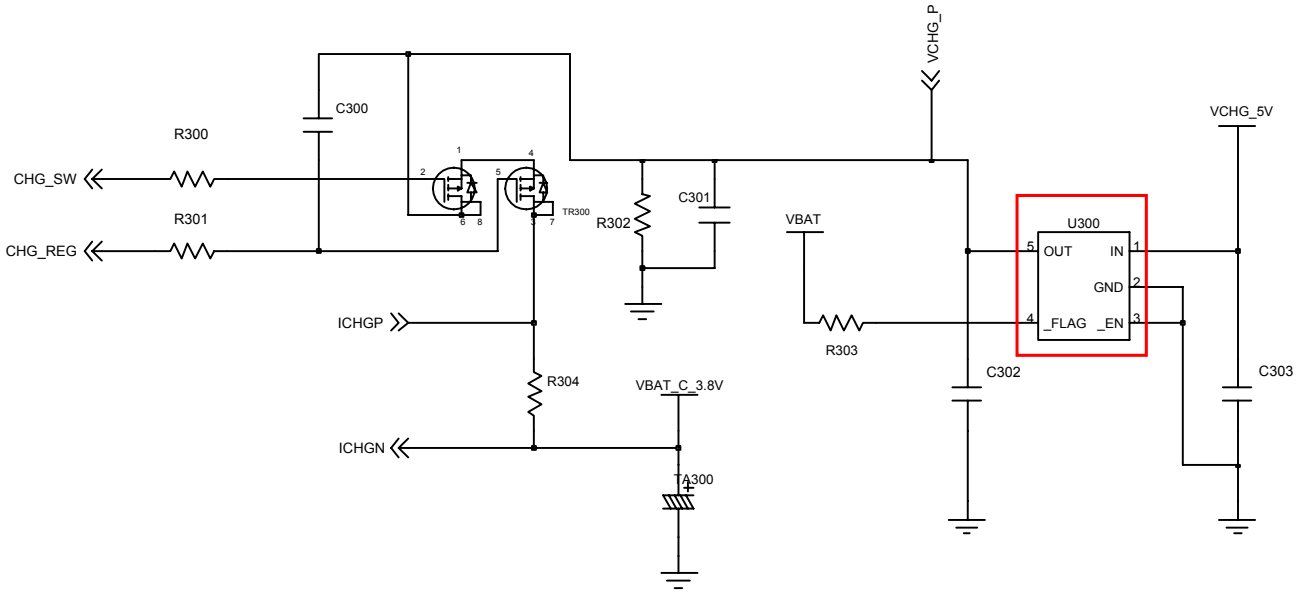 VCHG_P
C300
VCHG_5V
R300
1
4
CHG_SW
2
5
C301
R301
6
8
3
7
TR300
R302
VBAT
U300
CHG_REG
5
OUT
IN
1
GND
2
ICHGP
4
_FLAG
_EN
3
R303
R304
VBAT_C_3.8V
C302
C303
ICHGN
TA300
+